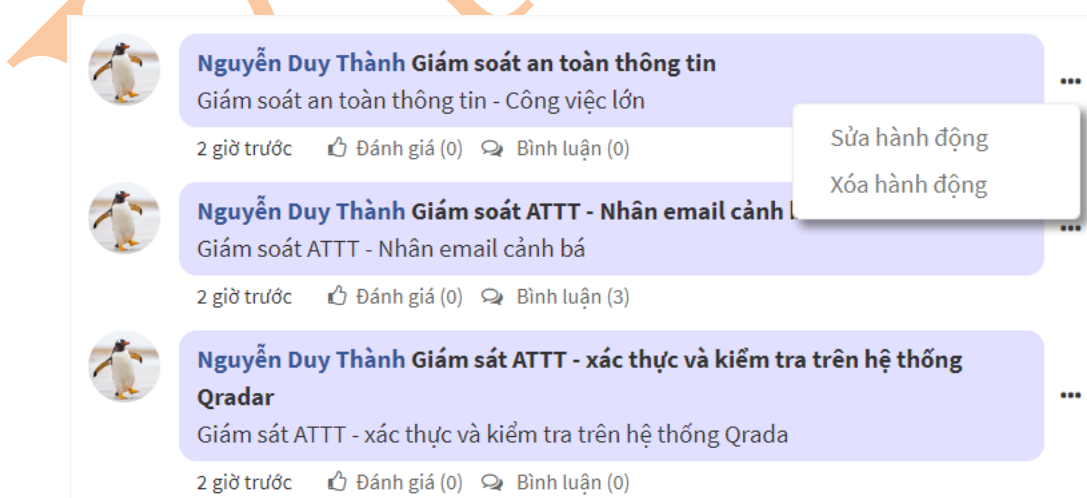 Nguyễn Duy Thành Giám soát an toàn thông tin
Giám soát an toàn thông tin - Công việc lớn
2 giờ trước Đánh giá (0) Bình luận (0)
Sửa hành động
Xóa hành động
Nguyễn Duy Thành Giám soát ATTT - Nhân email cảnh
Giám soát ATTT - Nhân email cảnh bá
2 giờ trước Đánh giá (0) Bình luận (3)
Nguyễn Duy Thành Giám sát ATTT - xác thực và kiểm tra trên hệ thống
Qradar
Giám sát ATTT - xác thực và kiểm tra trên hệ thống Qrada
2 giờ trước Đánh giá (0) Bình luận (0)